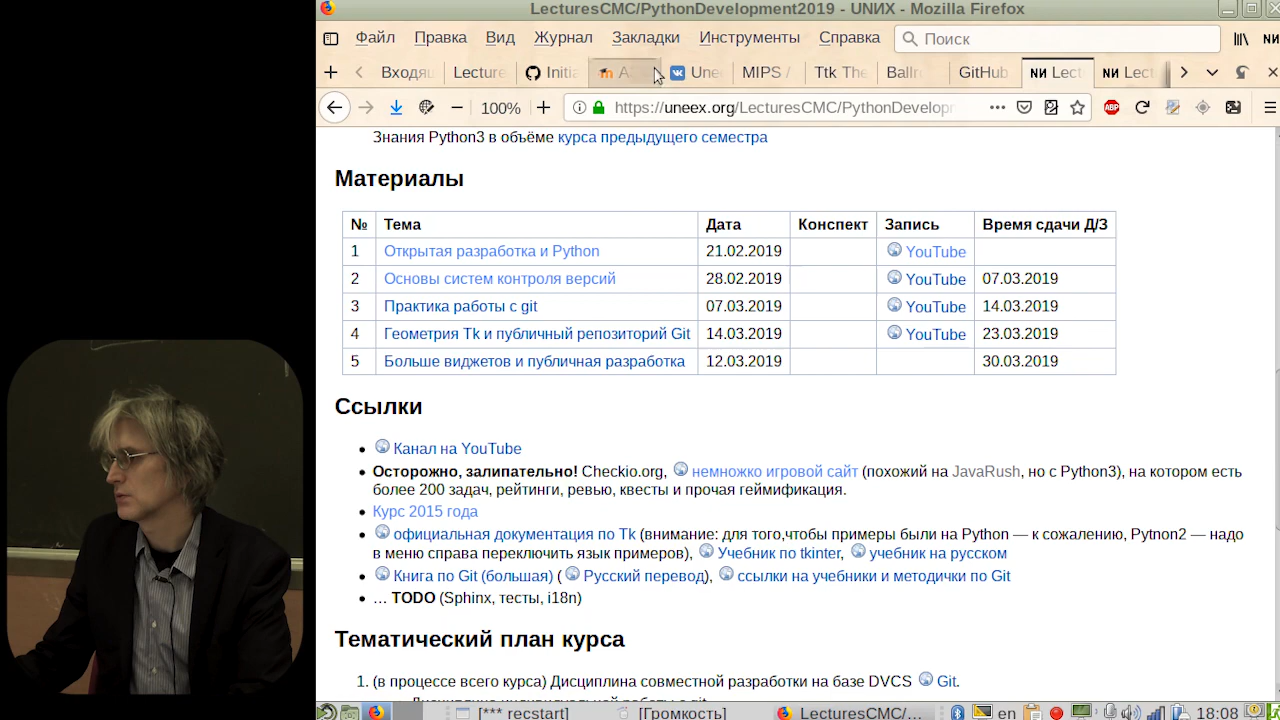 LecturesCMC/PythonDevelopment2019 - UNИX - Mozilla Firefox
Файл Правка Вид Журнал Закладки Инструменты Справка Поиск
Входящ Lecture Initia A Unee MIPS / Ttk The Ballro GitHub Lect Lect
100% https://uneex.org/LecturesCMC/PythonDevelop
Знания Python3 в объёме курса предыдущего семестра
Материалы
№ Тема Дата Конспект Запись Время сдачи Д/З
1 Открытая разработка и Python 21.02.2019 YouTube
2 Основы систем контроля версий 28.02.2019 YouTube 07.03.2019
3 Практика работы с git 07.03.2019 YouTube 14.03.2019
4 Геометрия Tk и публичный репозиторий Git 14.03.2019 YouTube 23.03.2019
5 Больше виджетов и публичная разработка 12.03.2019 30.03.2019
Ссылки
Канал на YouTube
Осторожно, залипательно! Checkio.org, немножко игровой сайт (похожий на JavaRush, но с Python3), на котором есть
более 200 задач, рейтинги, ревью, квесты и прочая геймификация.
Курс 2015 года
официальная документация по Tk (внимание: для того,чтобы примеры были на Python — к сожалению, Pytnon2 — надо
в меню справа переключить язык примеров), Учебник по tkinter, учебник на русском
Книга по Git (большая) (Русский перевод), ссылки на учебники и методички по Git
... TODO (Sphinx, тесты, i18n)
Тематический план курса
1. (в процессе всего курса) Дисциплина совместной разработки на базе DVCS Git.
[*** recstart] [Громкость] LecturesCMC/... en 18:08